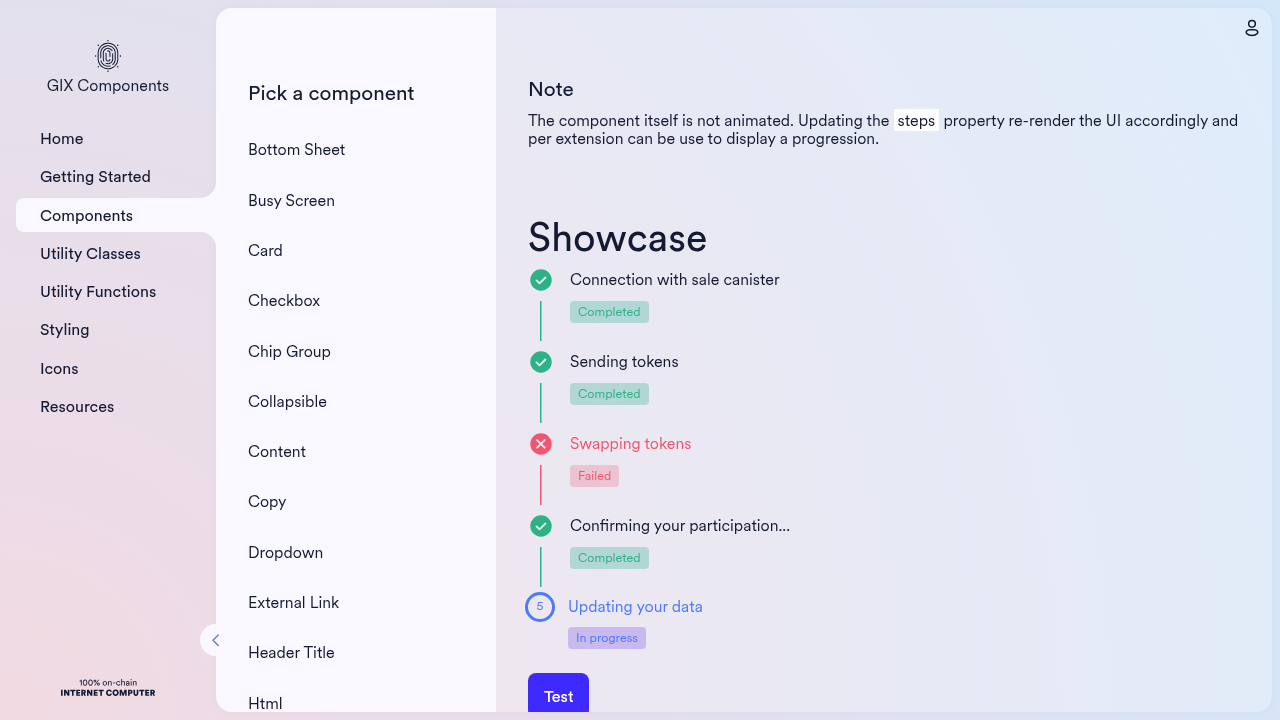 GIX Components
Home
Getting Started
Components
Utility Classes
Utility Functions
Styling
Icons
Resources
100% on-chain
INTERNET COMPUTER
Pick a component
Bottom Sheet
Busy Screen
Card
Checkbox
Chip Group
Collapsible
Content
Copy
Dropdown
External Link
Header Title
Html
Note
The component itself is not animated. Updating the steps property re-render the UI accordingly and
per extension can be use to display a progression.
Showcase
Connection with sale canister
Completed
Sending tokens
Completed
Swapping tokens
Failed
Confirming your participation...
Completed
5 Updating your data
In progress
Test